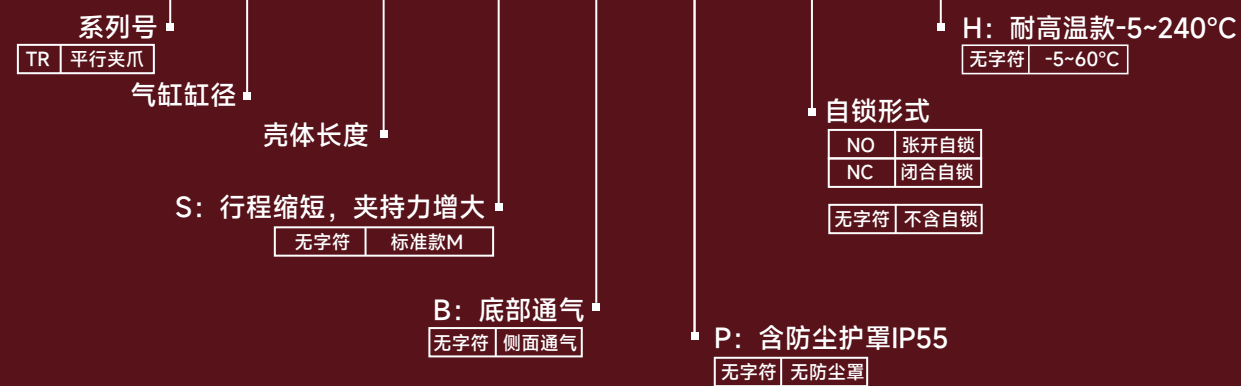 系列号
TR 平行夹爪
气缸缸径
壳体长度
S：行程缩短，夹持力增大
无字符 标准款M
B：底部通气
无字符 侧面通气
P：含防尘护罩IP55
无字符 无防尘罩
自锁形式
NO 张开自锁
NC 闭合自锁
无字符 不含自锁
H：耐高温款-5~240°C
无字符 -5~60°C